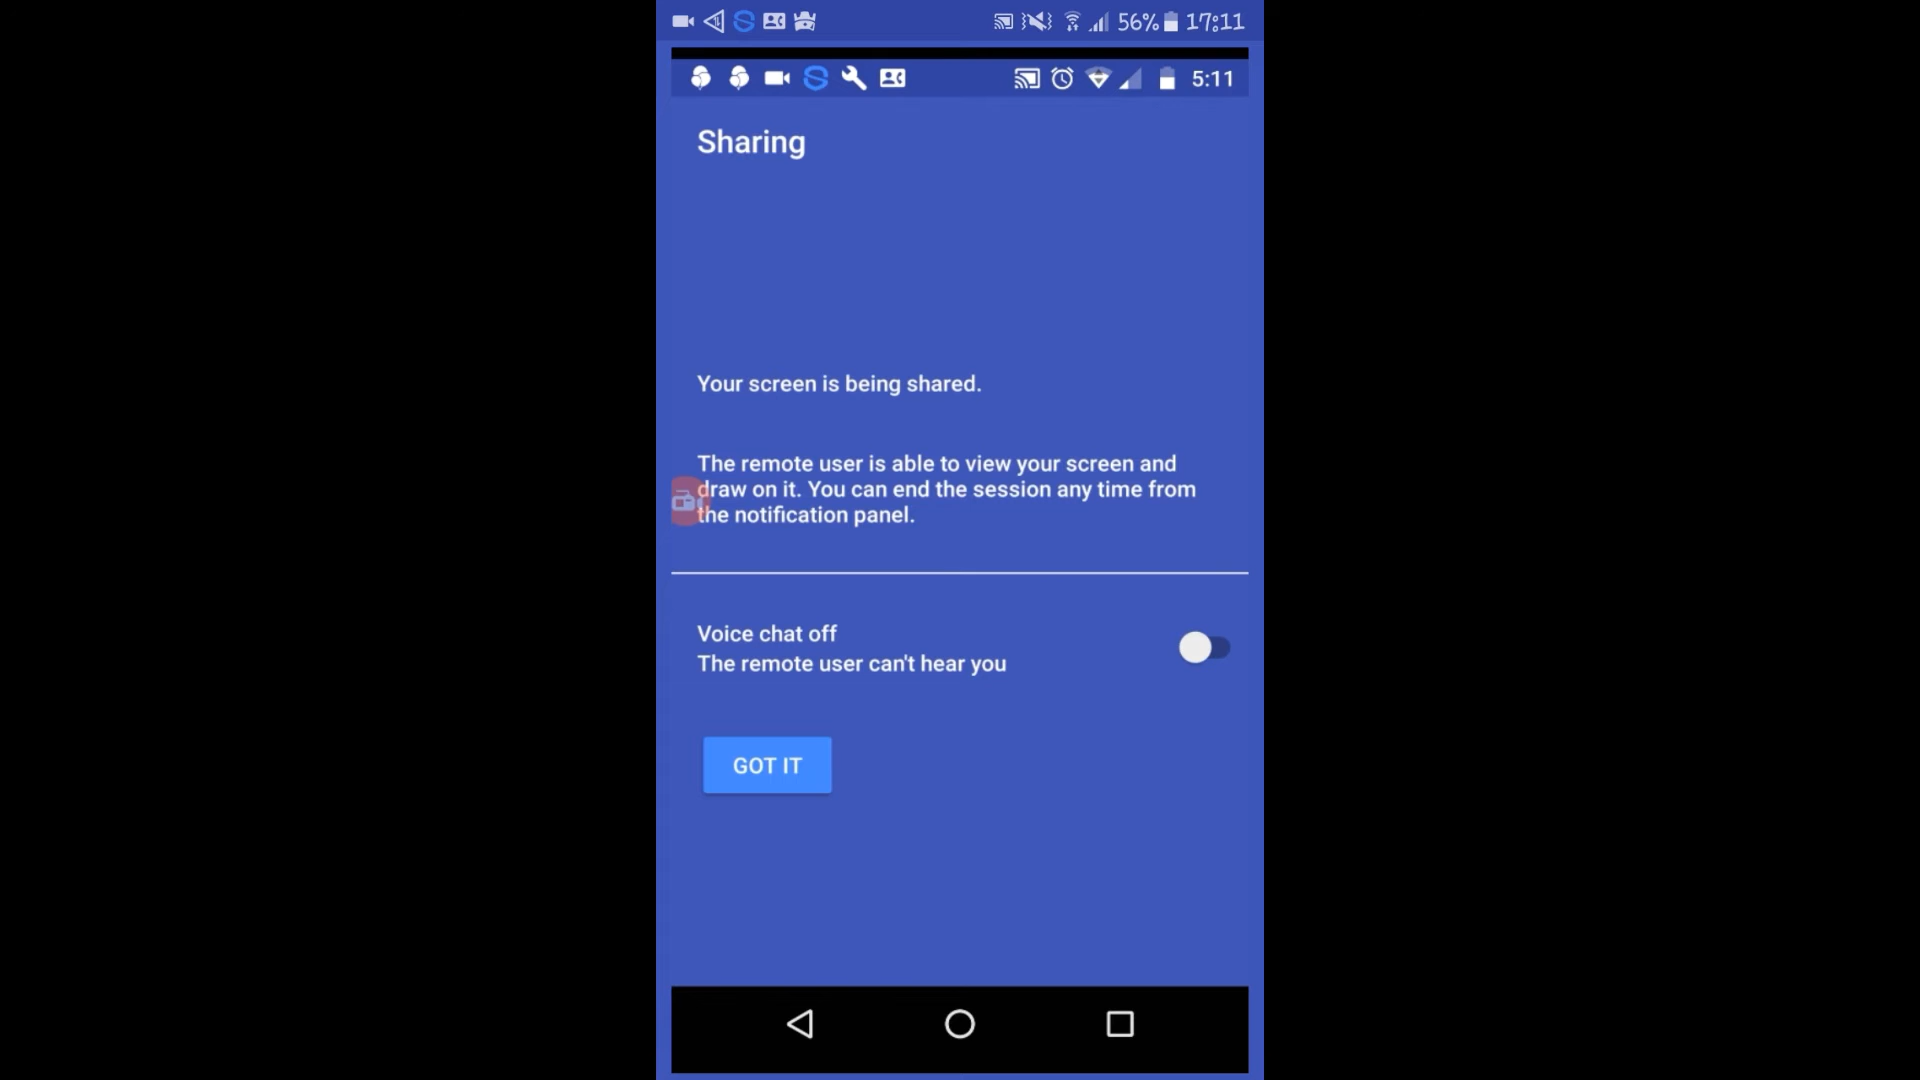 56% 17:11
5:11
Sharing
Your screen is being shared.
The remote user is able to view your screen and
draw on it. You can end the session any time from
the notification panel.
Voice chat off
The remote user can't hear you
GOT IT